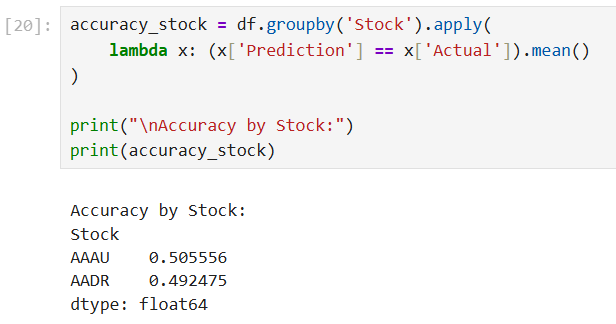 [20]: accuracy_stock = df.groupby('Stock').apply(
    lambda x: (x['Prediction'] == x['Actual']).mean()
)

print("\nAccuracy by Stock:")
print(accuracy_stock)

Accuracy by Stock:
Stock
AAAU    0.505556
AADR    0.492475
dtype: float64